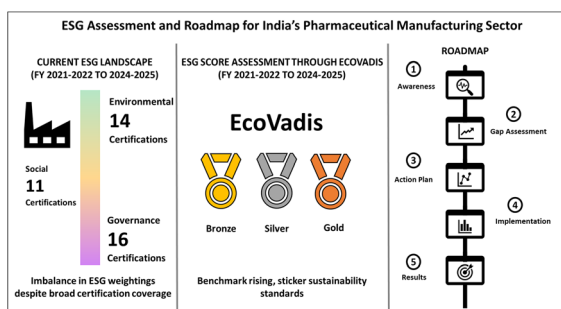 ESG Assessment and Roadmap for India's Pharmaceutical Manufacturing Sector
CURRENT ESG LANDSCAPE
(FY 2021-2022 TO 2024-2025)
Environmental
14
Certifications
Social
11
Certifications
Governance
16
Certifications
Imbalance in ESG weightings
despite broad certification coverage
ESG SCORE ASSESSMENT THROUGH ECOVADIS
(FY 2021-2022 TO 2024-2025)
EcoVadis
Bronze Silver Gold
Benchmark rising, sticker sustainability
standards
ROADMAP
1
Awareness
2
Gap Assessment
3
Action Plan
4
Implementation
5
Results